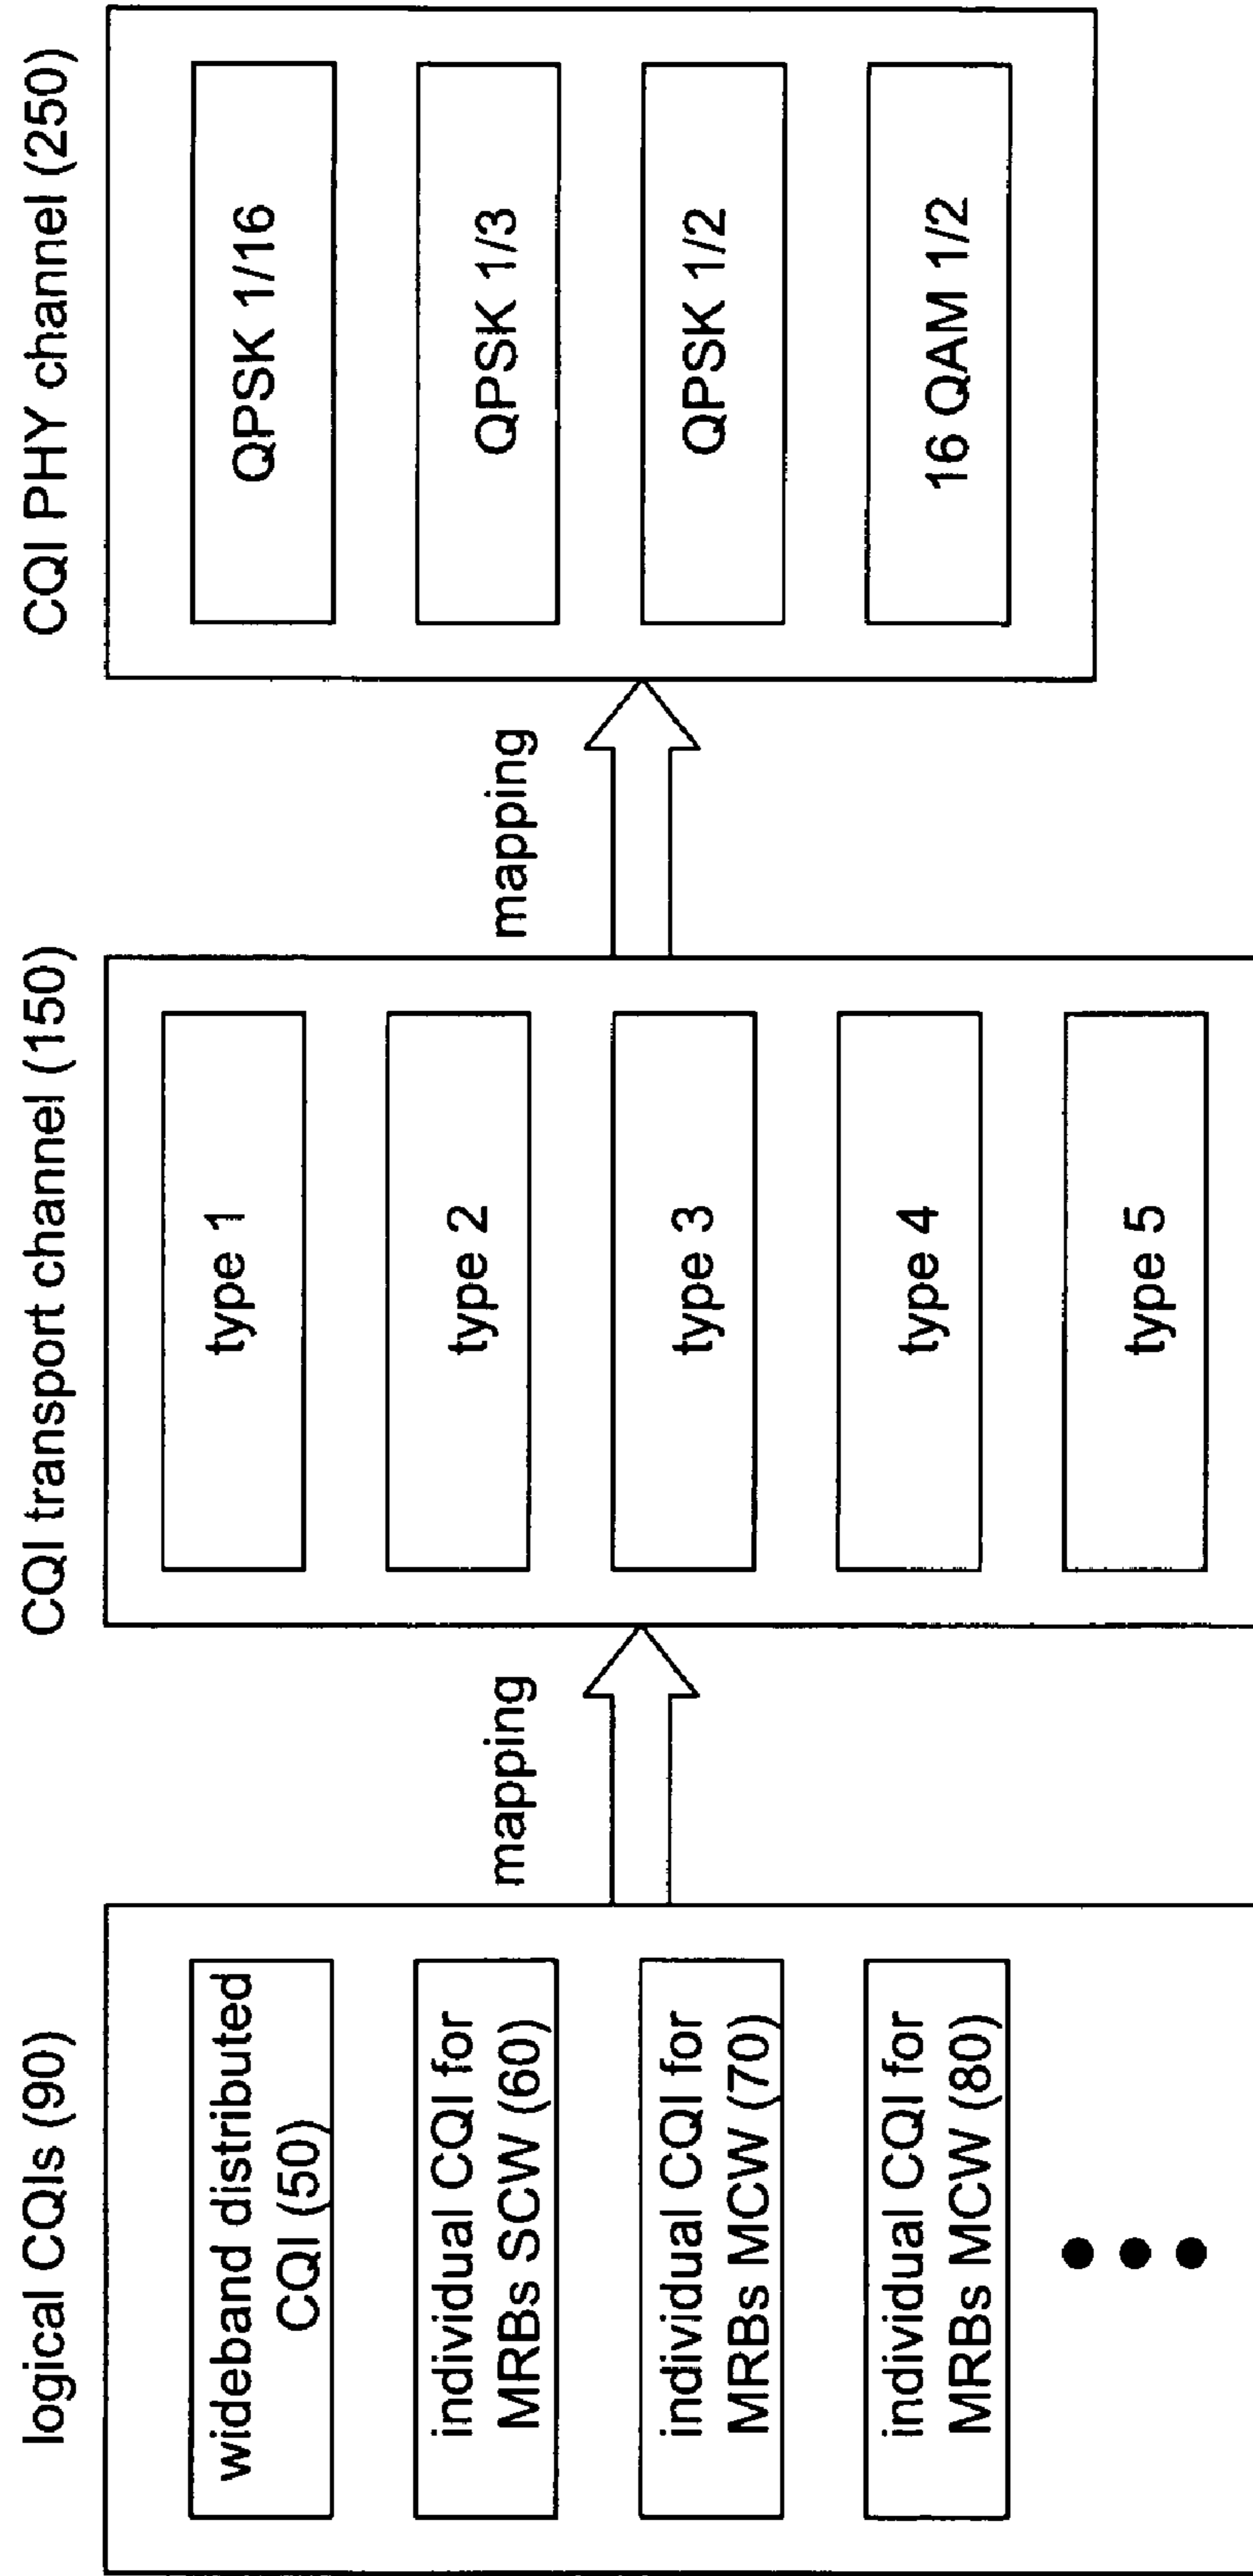 logical CQIs (90)
wideband distributed
CQI (50)
individual CQI for
MRBs SCW (60)
individual CQI for
MRBs MCW (70)
individual CQI for
MRBs MCW (80)
mapping
CQI transport channel (150)
type 1
type 2
type 3
type 4
type 5
mapping
CQI PHY channel (250)
QPSK 1/16
QPSK 1/3
QPSK 1/2
16 QAM 1/2